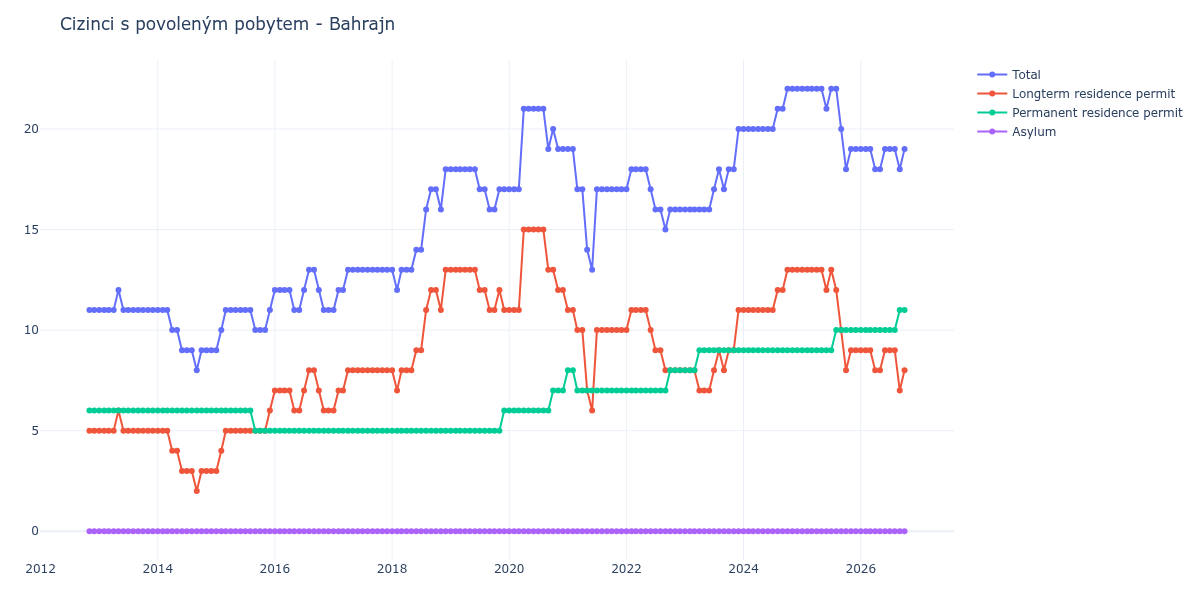 Cizinci s povoleným pobytem - Bahrajn
Total
Longterm residence permit
Permanent residence permit
Asylum
20
15
10
5
0
2012
2014
2016
2018
2020
2022
2024
2026